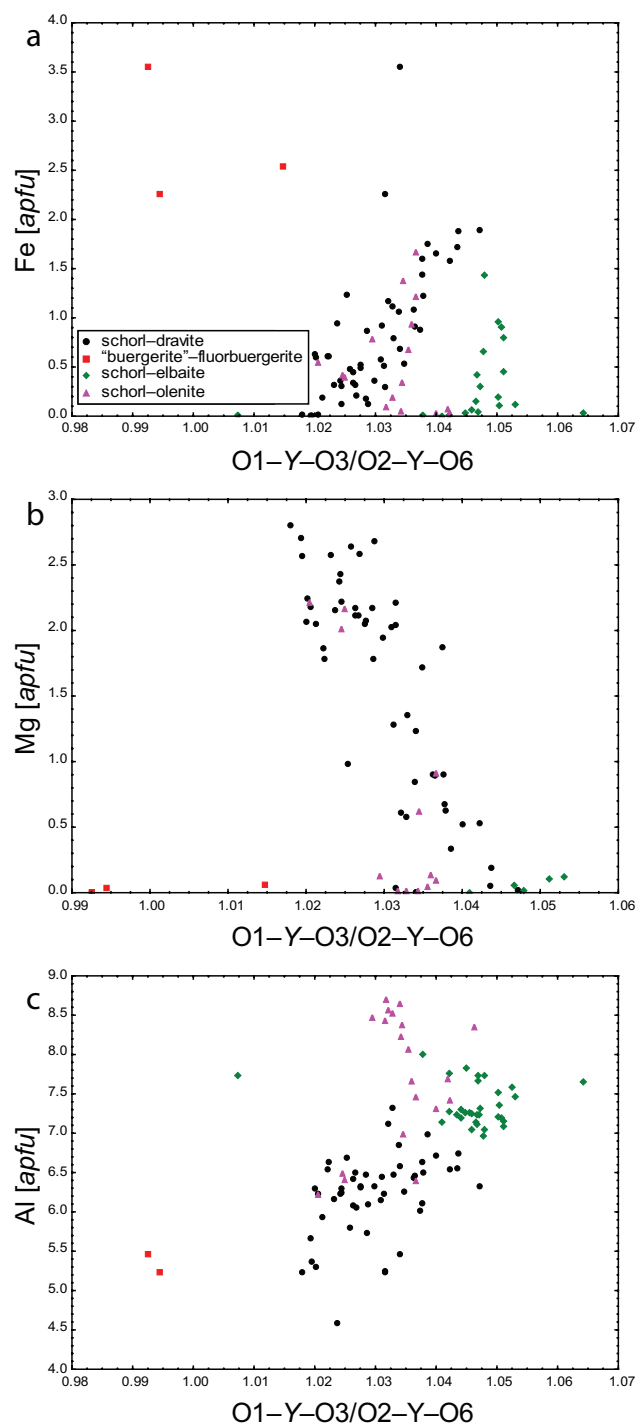 a
4.0
3.5
3.0
2.5
2.0
1.5
1.0
0.5
0.0
Fe [apfu]
schorl–dravite
"buergerite"–fluorbuergerite
schorl–elbaite
schorl–olenite
0.98 0.99 1.00 1.01 1.02 1.03 1.04 1.05 1.06 1.07
O1–Y–O3/O2–Y–O6
b
3.0
2.5
2.0
1.5
1.0
0.5
0.0
Mg [apfu]
0.99 1.00 1.01 1.02 1.03 1.04 1.05 1.06
O1–Y–O3/O2–Y–O6
c
9.0
8.5
8.0
7.5
7.0
6.5
6.0
5.5
5.0
4.5
4.0
Al [apfu]
0.98 0.99 1.00 1.01 1.02 1.03 1.04 1.05 1.06 1.07
O1–Y–O3/O2–Y–O6